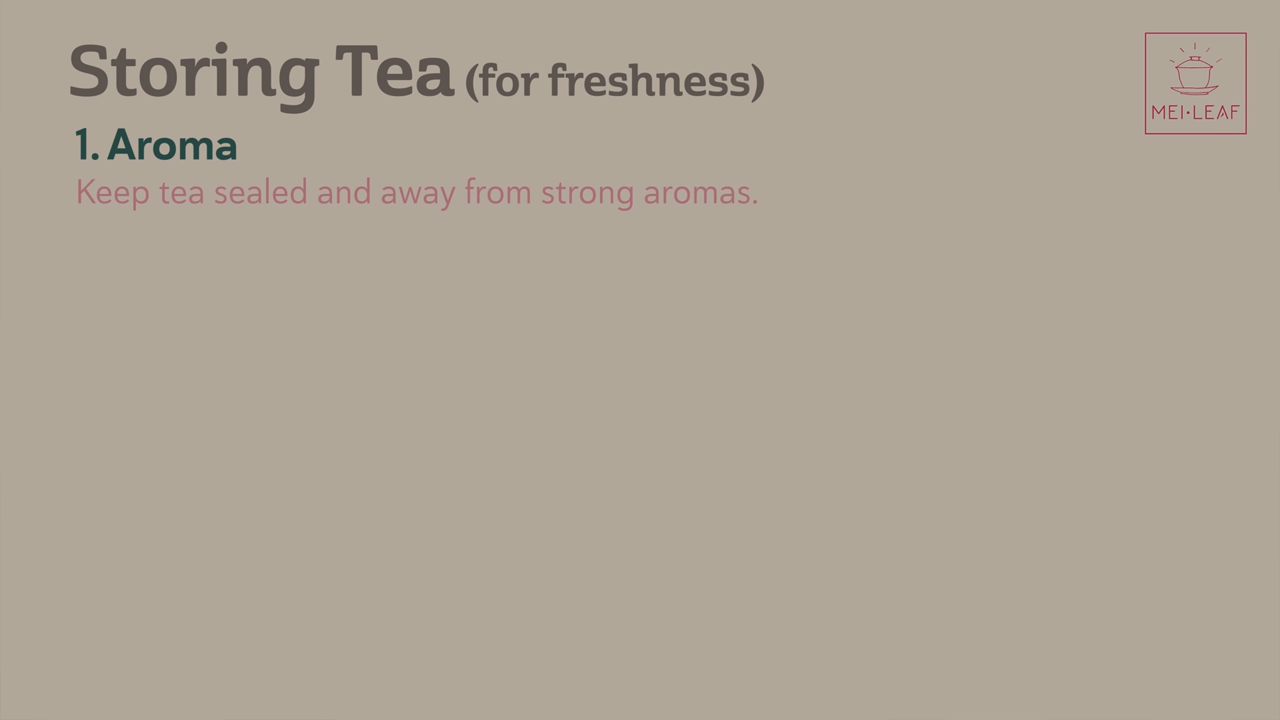 Storing Tea (for freshness)
MEI·LEAF
1. Aroma
Keep tea sealed and away from strong aromas.